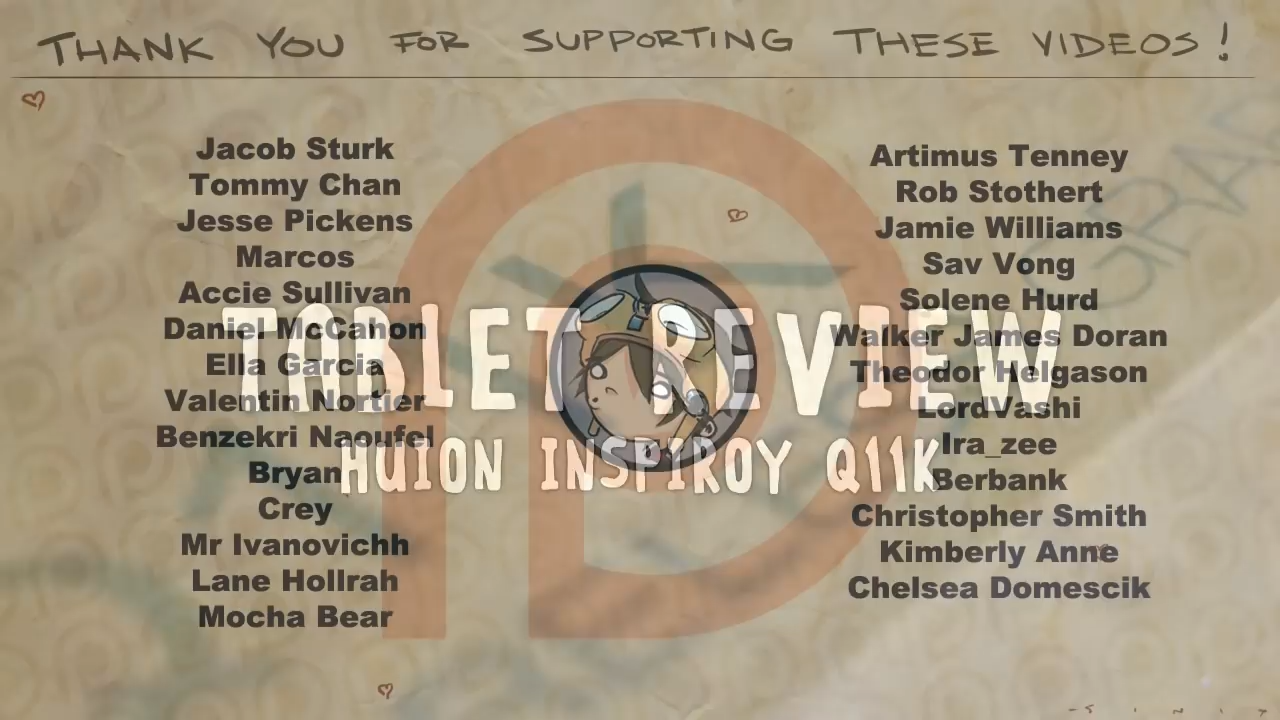 THANK YOU FOR SUPPORTING THESE VIDEOS!
Jacob Sturk
Tommy Chan
Jesse Pickens
Marcos
Accie Sullivan
Daniel McCahon
Ella Garcia
Valentin Nortier
Benzekri Naoufel
Bryan
Crey
Mr Ivanovichh
Lane Hollrah
Mocha Bear
TABLET REVIEW
HUION INSPIROY Q11K
Artimus Tenney
Rob Stothert
Jamie Williams
Sav Vong
Solene Hurd
Walker James Doran
Theodor Helgason
LordVashi
Ira_zee
Berbank
Christopher Smith
Kimberly Anne
Chelsea Domescik